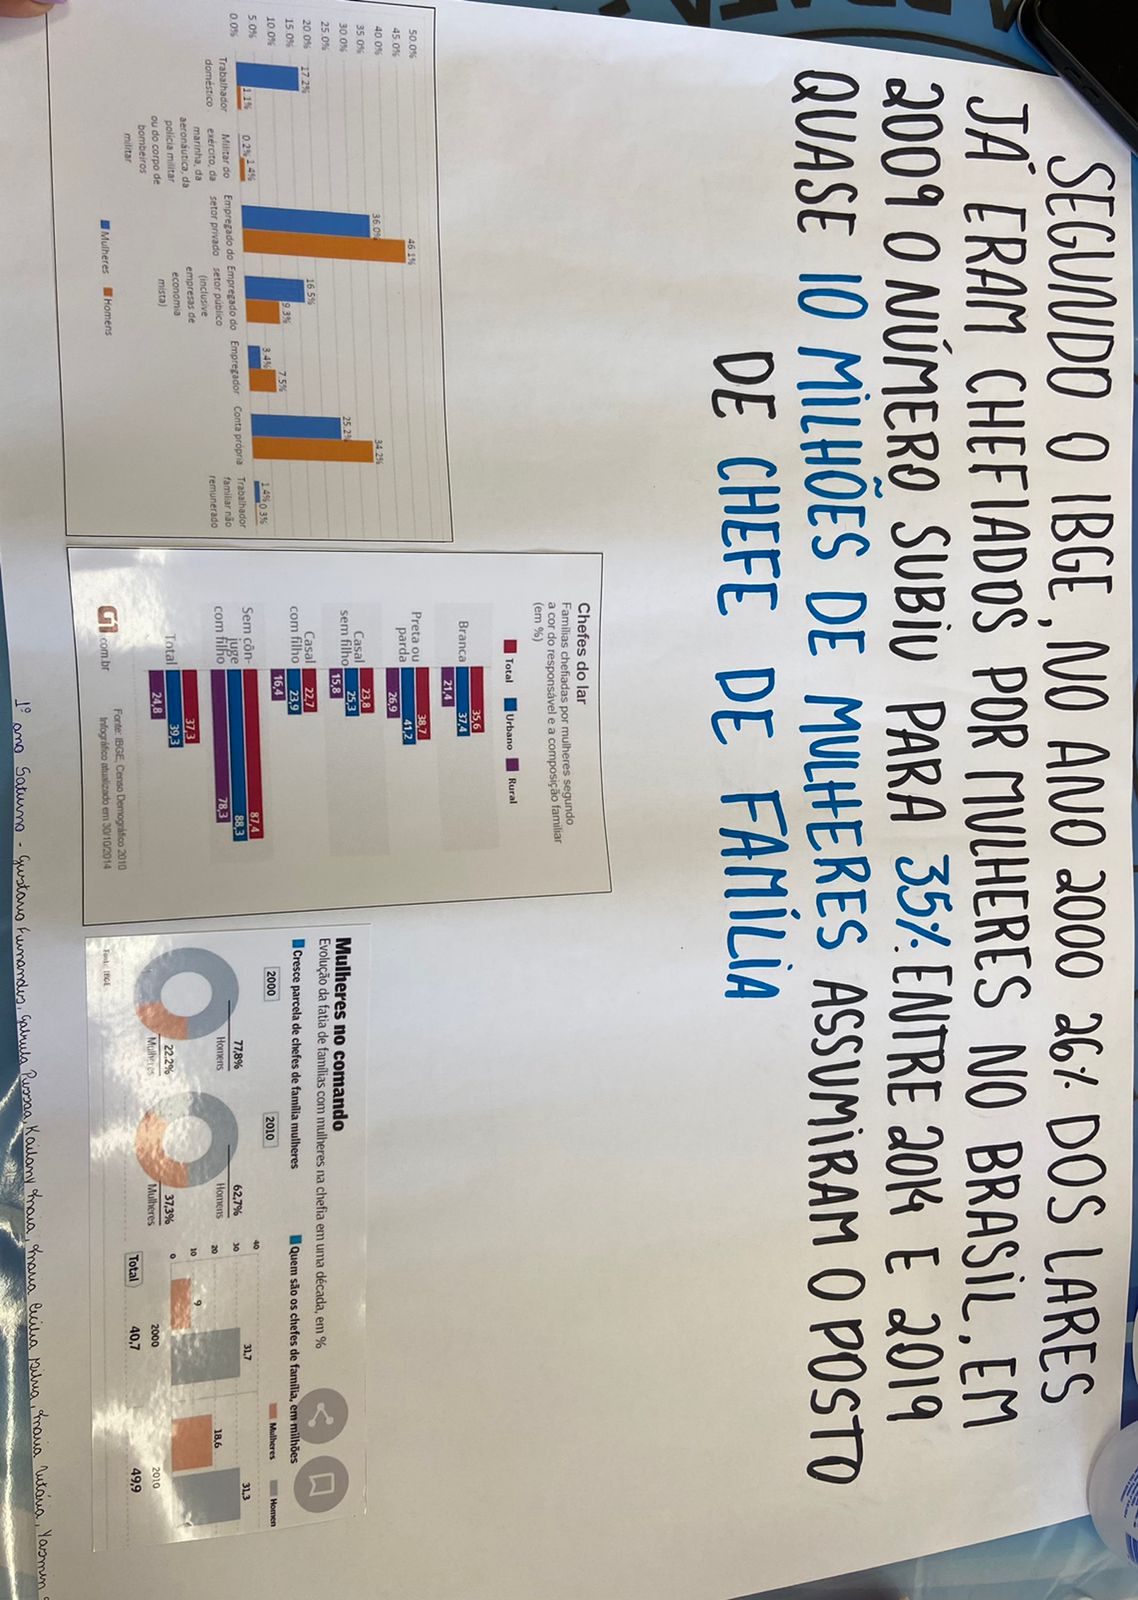 SEGUNDO O IBGE, NO ANO 2000 26% DOS LARES
JÁ ERAM CHEFIADOS POR MULHERES NO BRASIL, EM
2009 O NÚMERO SUBIU PARA 35% ENTRE 2014 E 2019
QUASE 10 MILHÕES DE MULHERES ASSUMIRAM O POSTO
DE CHEFE DE FAMÍLIA
50.0%
45.0%
40.0%
35.0%
30.0%
25.0%
20.0%
15.0%
10.0%
5.0%
0.0%
17.2%
1.1%
0.2%
1.4%
36.0%
46.1%
16.5%
9.3%
3.4%
7.5%
25.2%
34.2%
1.4%
0.3%
Trabalhador
doméstico
Militar do
exército, da
marinha, da
aeronáutica, da
polícia militar
ou do corpo de
bombeiros
militar
Empregado do
setor privado
Empregado do
setor público
(inclusive
empresas de
economia
mista)
Empregador
Conta própria
Trabalhador
familiar não
remunerado
Mulheres Homens
Chefes do lar
Famílias chefiadas por mulheres segundo
a cor do responsável e a composição familiar
(em %)
Total Urbano Rural
Branca
35,6
37,4
21,4
Preta ou
parda
38,7
41,2
26,9
Casal
sem filho
23,8
25,3
15,8
Casal
com filho
22,7
23,9
16,4
Sem côn-
juge
com filho
87,4
88,3
78,3
Total
37,3
39,3
24,8
G1 .com.br
Fonte: IBGE, Censo Demográfico 2010
Infográfico atualizado em 30/10/2014
Mulheres no comando
Evolução da fatia de famílias com mulheres na chefia em uma década, em %
Cresce parcela de chefes de família mulheres
2000
77,8%
Homens
22,2%
Mulheres
2010
62,7%
Homens
37,3%
Mulheres
Quem são os chefes de família, em milhões
Mulheres Homen
40
30
20
10
0
9
31,7
18,6
31,3
2000
2010
Total
40,7
49,9
Fonte: IBGE
1º ano Saturno - Gustavo Fernandes, Gabriela Pessoa, Kailany Maia, Maria Cecília Silva, Maria Vitória, Yasmin